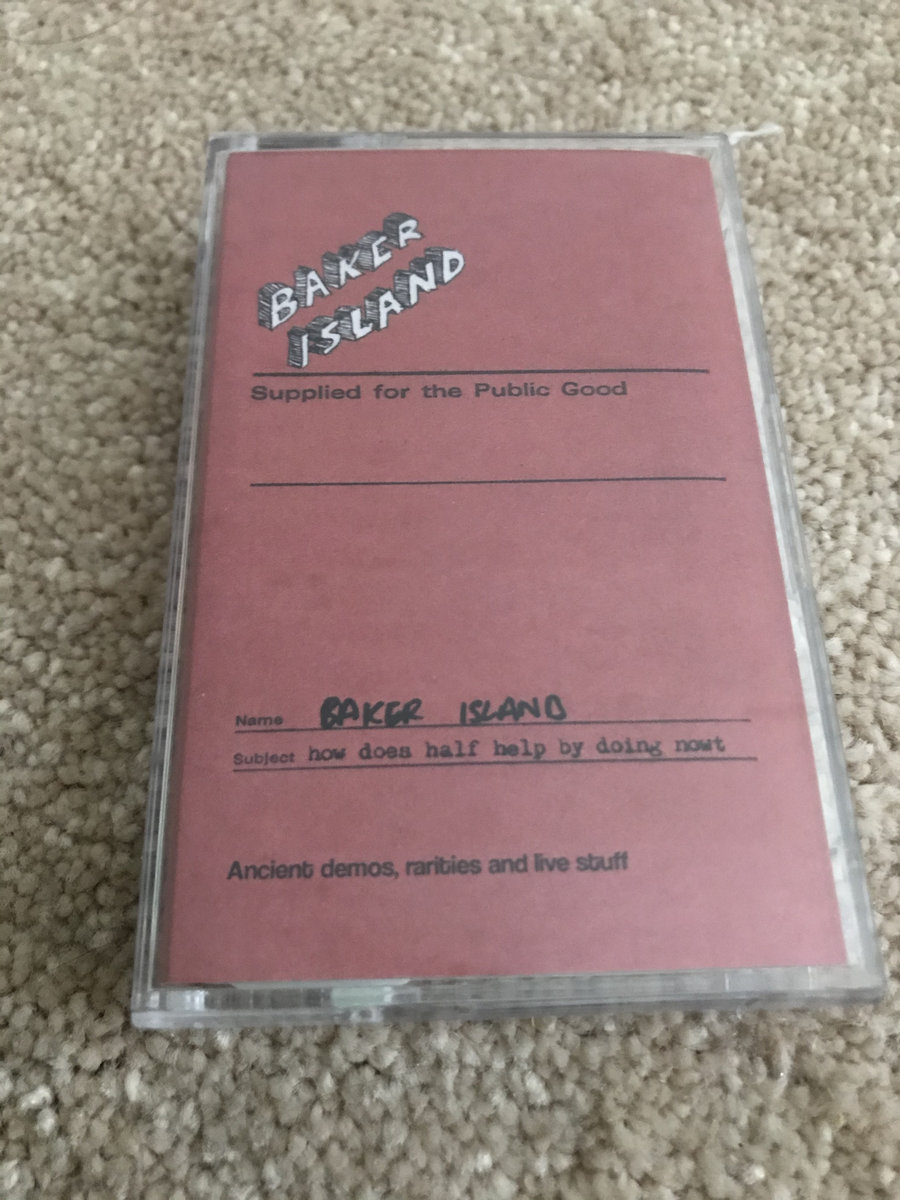 BAKER
ISLAND
Supplied for the Public Good
Name BAKER ISLAND
Subject how does half help by doing nowt
Ancient demos, rarities and live stuff